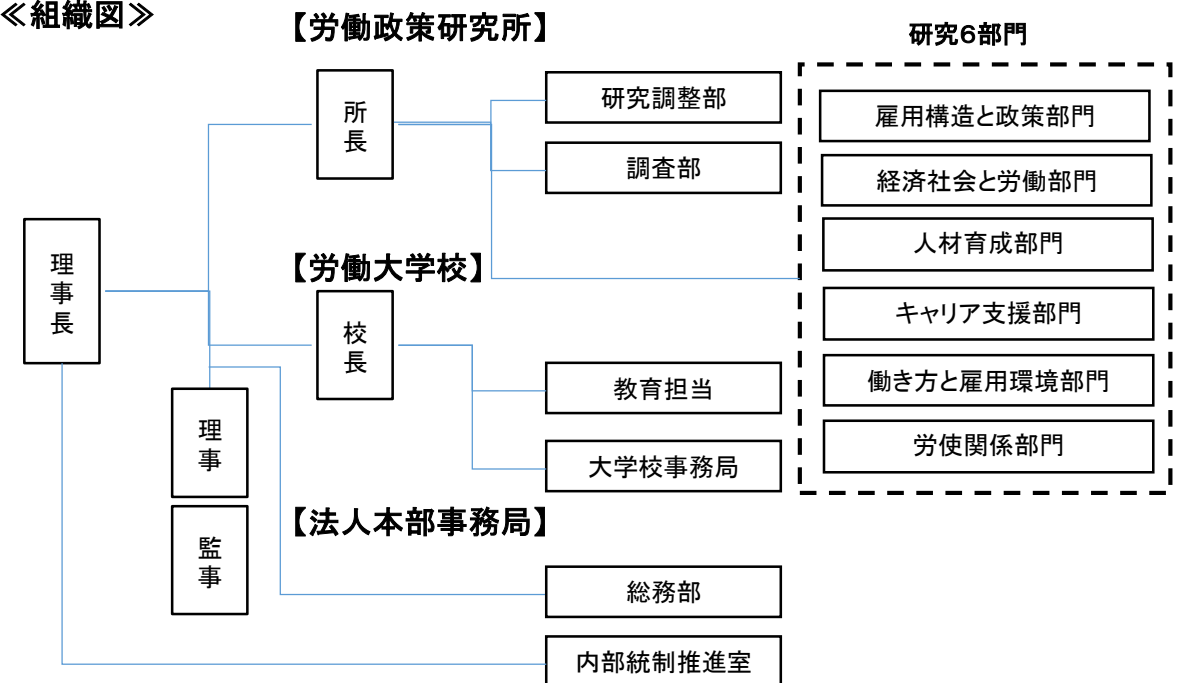 ≪組織図≫
【労働政策研究所】
研究6部門
所長
研究調整部
調査部
雇用構造と政策部門
経済社会と労働部門
人材育成部門
キャリア支援部門
働き方と雇用環境部門
労使関係部門
理事長
【労働大学校】
校長
教育担当
大学校事務局
理事
監事
【法人本部事務局】
総務部
内部統制推進室